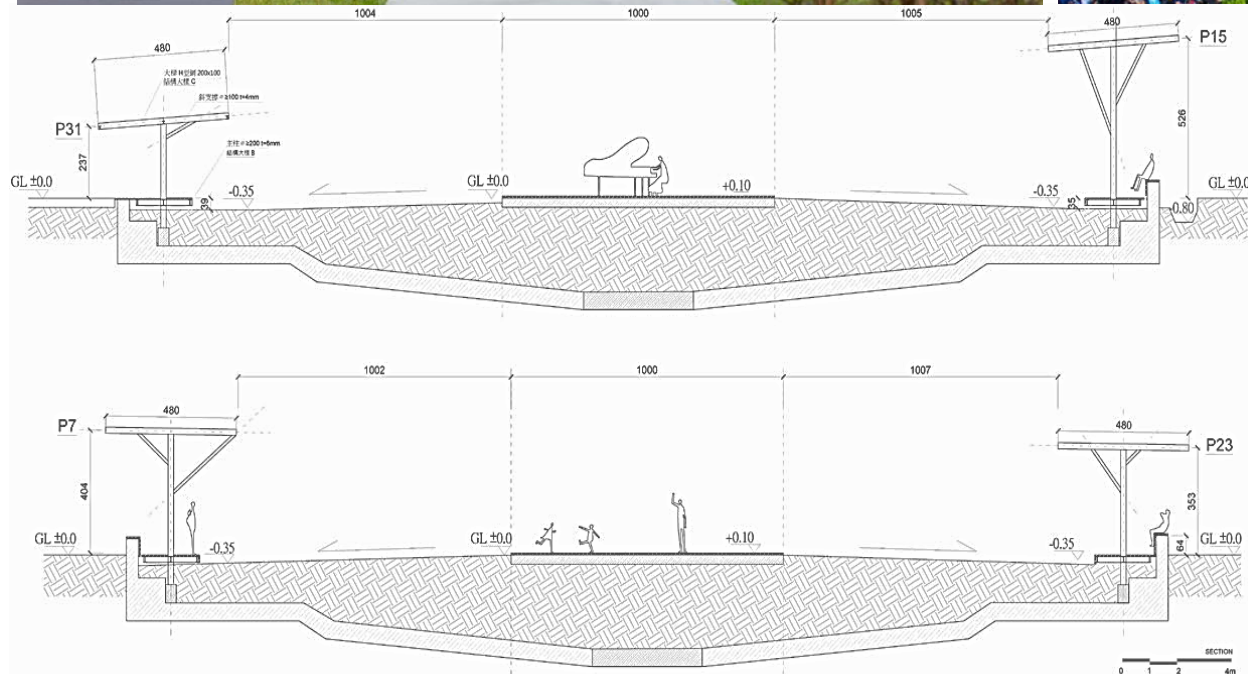 1004 1000 1005
480 480
P15
大樑 H型鋼 200x100
結構大樣 C
斜支撐 ⌀≥100 t=4mm
P31
526
237
主柱 ⌀≥200 t=6mm
結構大樣 B
GL ±0.0 -0.35 GL ±0.0 +0.10 -0.35 GL ±0.0
39 35 -0.80
1002 1000 1007
480 480
P7 P23
404 353
GL ±0.0 -0.35 GL ±0.0 +0.10 -0.35 64 GL ±0.0
SECTION
0 1 2 4m